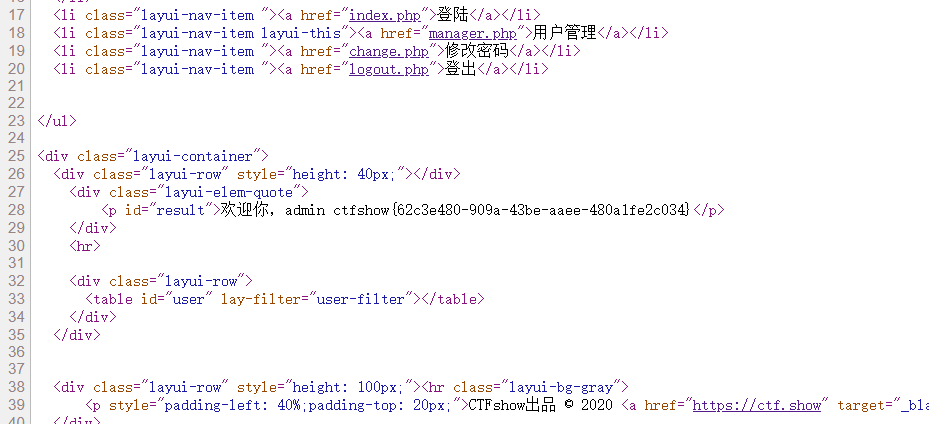 17 <li class="layui-nav-item "><a href="index.php">登陆</a></li>
18 <li class="layui-nav-item layui-this"><a href="manager.php">用户管理</a></li>
19 <li class="layui-nav-item "><a href="change.php">修改密码</a></li>
20 <li class="layui-nav-item "><a href="logout.php">登出</a></li>
21
22
23 </ul>
24
25 <div class="layui-container">
26 <div class="layui-row" style="height: 40px;"></div>
27 <div class="layui-elem-quote">
28 <p id="result">欢迎你，admin ctfshow{62c3e480-909a-43be-aaee-480a1fe2c034}</p>
29 </div>
30 <hr>
31
32 <div class="layui-row">
33 <table id="user" lay-filter="user-filter"></table>
34 </div>
35 </div>
36
37
38 <div class="layui-row" style="height: 100px;"><hr class="layui-bg-gray">
39 <p style="padding-left: 40%;padding-top: 20px;">CTFshow出品 © 2020 <a href="https://ctf.show" target="_bla